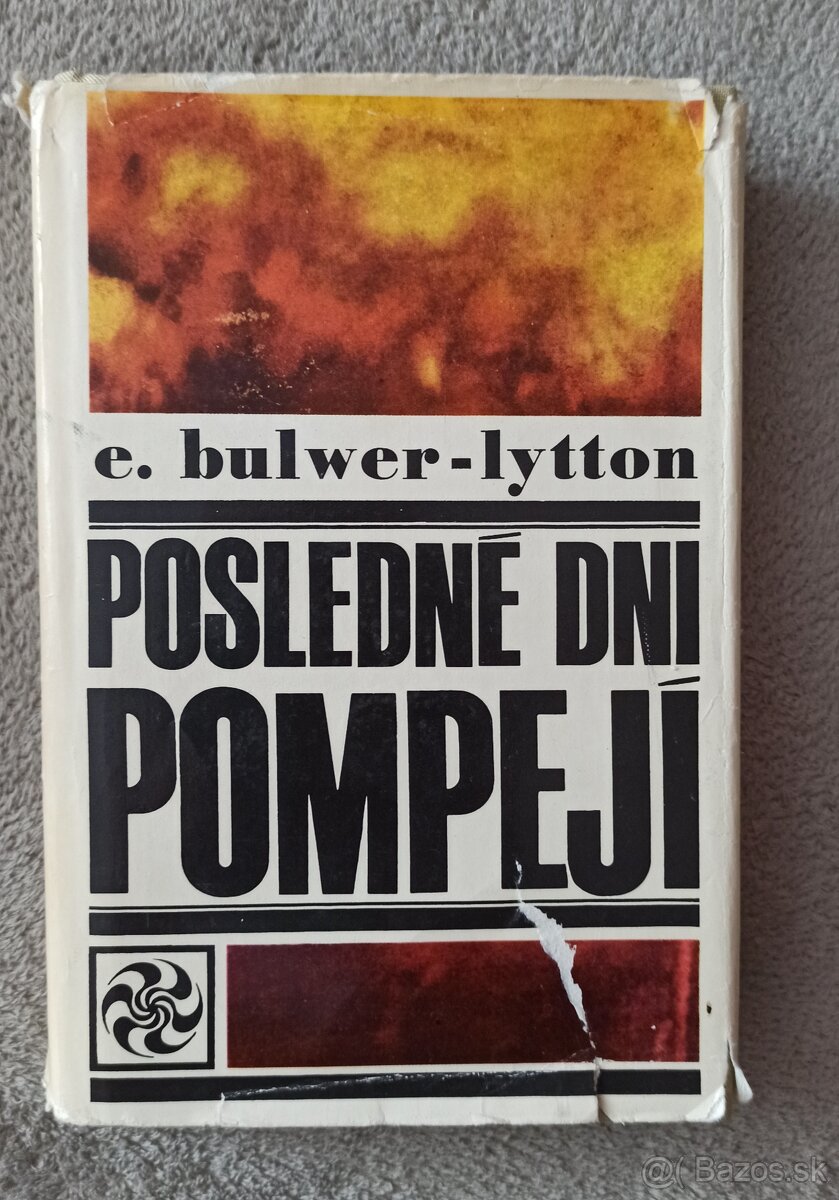 e. bulwer-lytton
POSLEDNÉ DNI
POMPEJÍ
@( Bazos.sk